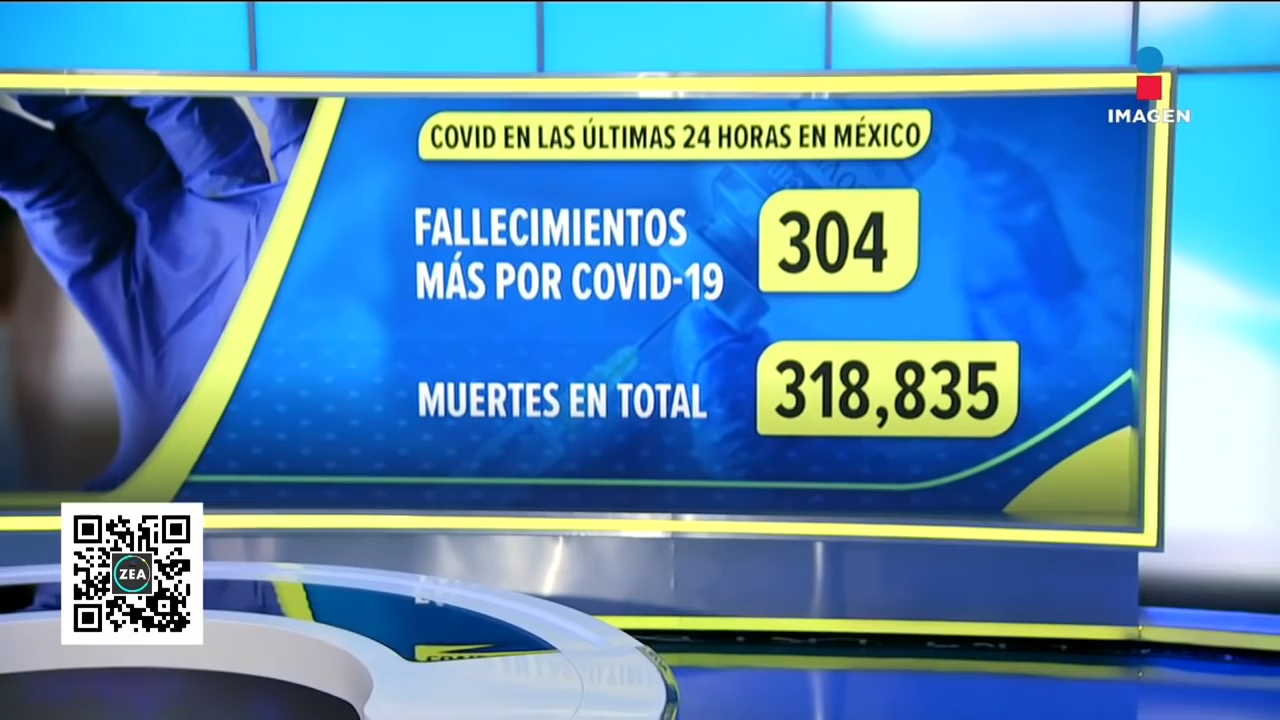 COVID EN LAS ÚLTIMAS 24 HORAS EN MÉXICO
IMAGEN
FALLECIMIENTOS
MÁS POR COVID-19
304
MUERTES EN TOTAL
318,835
ZEA